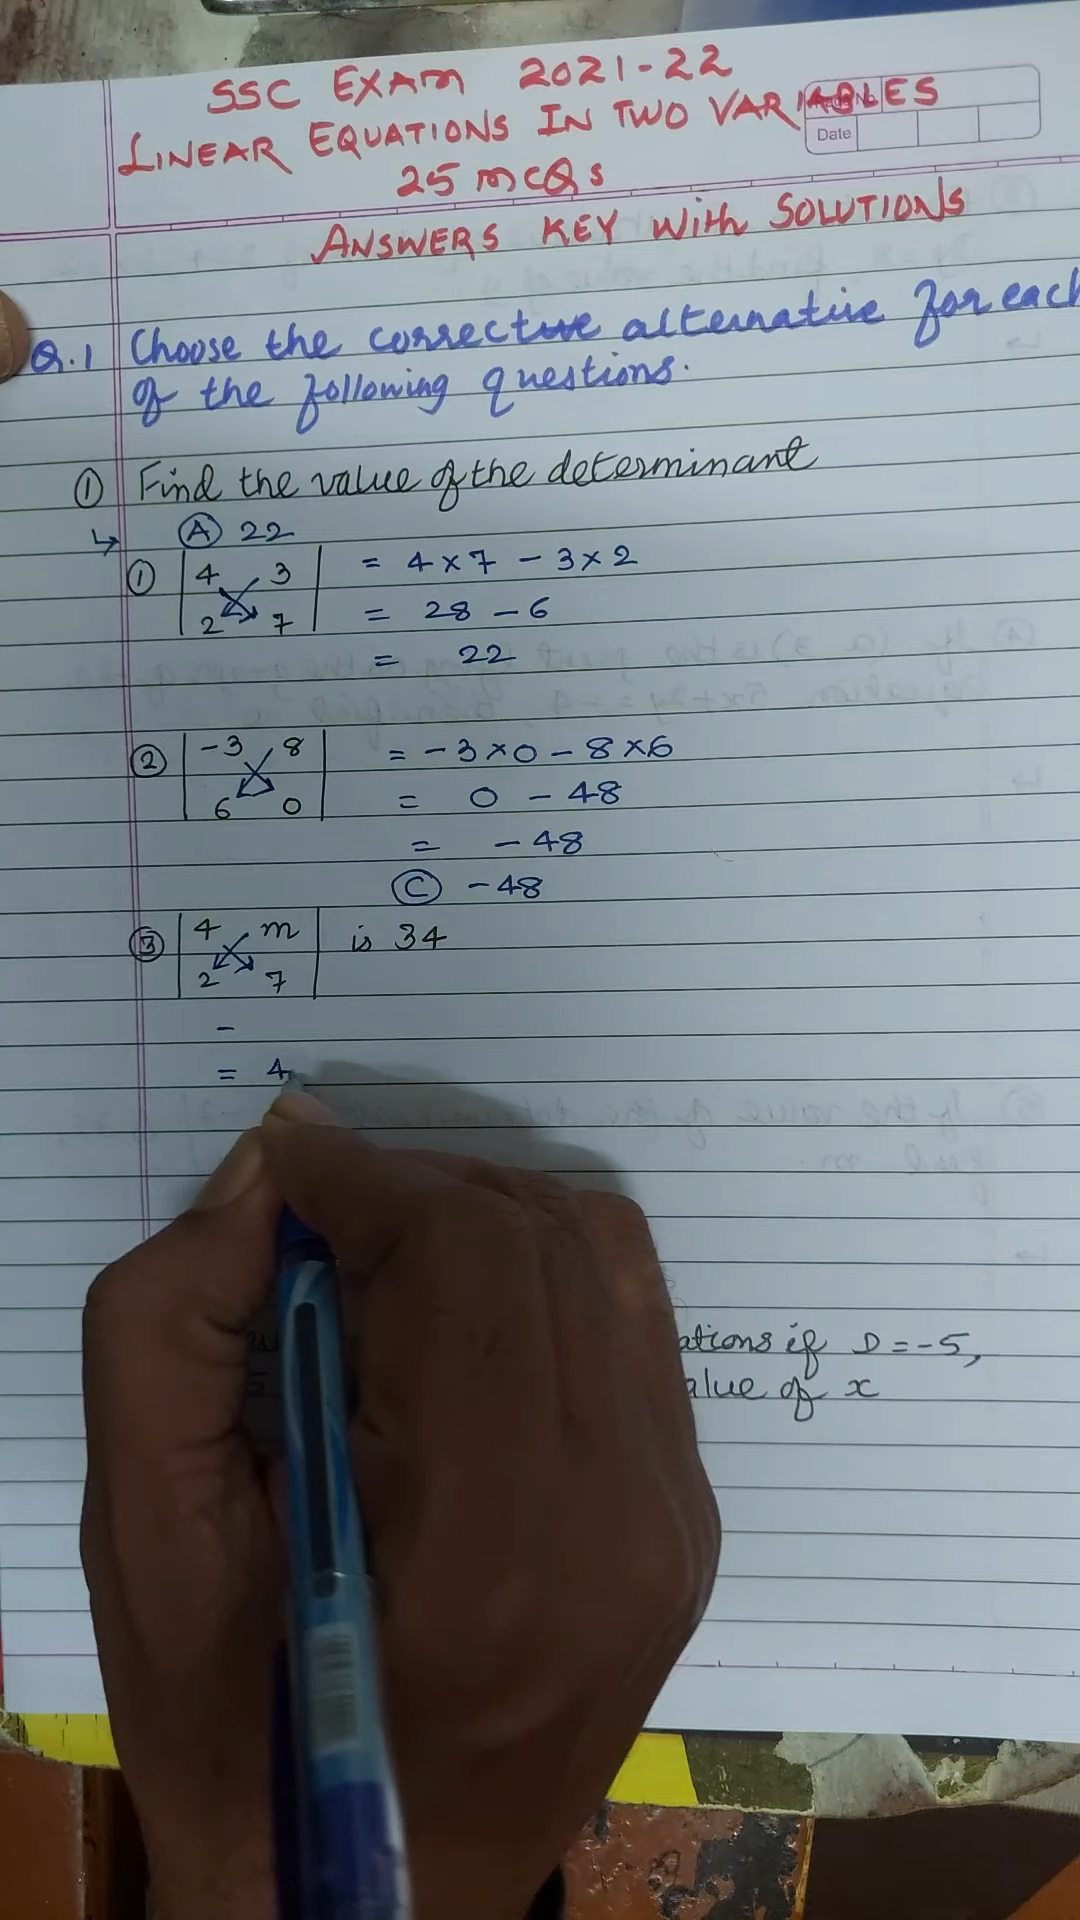 SSC EXAM 2021-22
LINEAR EQUATIONS IN TWO VARIABLES
Date
25 MCQs
ANSWERS KEY With SOLUTIONS
Q.1 Choose the correct alternative for each
of the following questions.
① Find the value of the determinant
↳ Ⓐ 22
① | 4 3 | = 4 × 7 - 3 × 2
| 2 7 | = 28 - 6
= 22
② | -3 8 | = -3 × 0 - 8 × 6
| 6 0 | = 0 - 48
= -48
Ⓒ -48
③ | 4 m | is 34
| 2 7 |
-
= 4
ations if D = -5,
5 alue of x